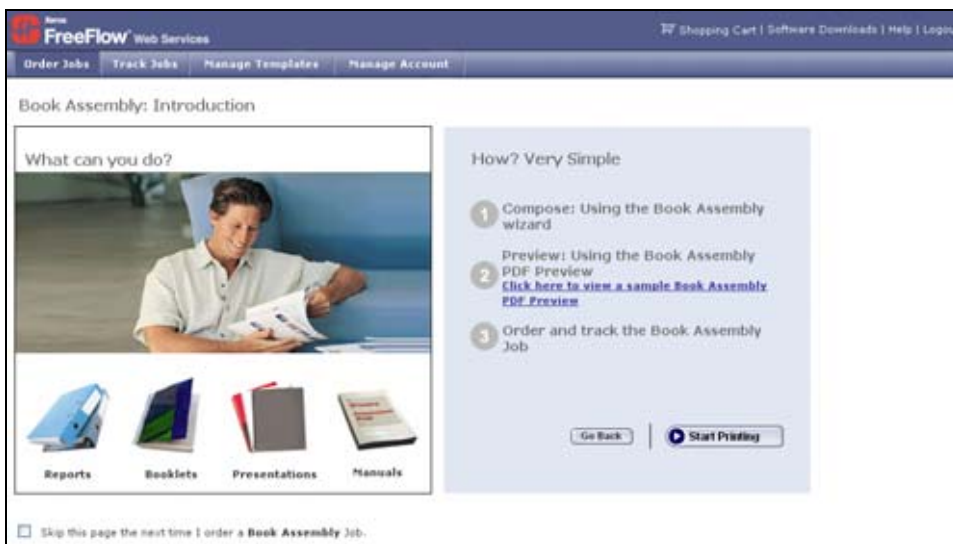 Xerox
FreeFlow Web Services
Shopping Cart | Software Downloads | Help | Logou
Order Jobs Track Jobs Manage Templates Manage Account
Book Assembly: Introduction
What can you do?
Reports Booklets Presentations Manuals
How? Very Simple
1 Compose: Using the Book Assembly
wizard
2 Preview: Using the Book Assembly
PDF Preview
Click here to view a sample Book Assembly
PDF Preview
3 Order and track the Book Assembly
Job
Go Back | Start Printing
Skip this page the next time I order a Book Assembly Job.